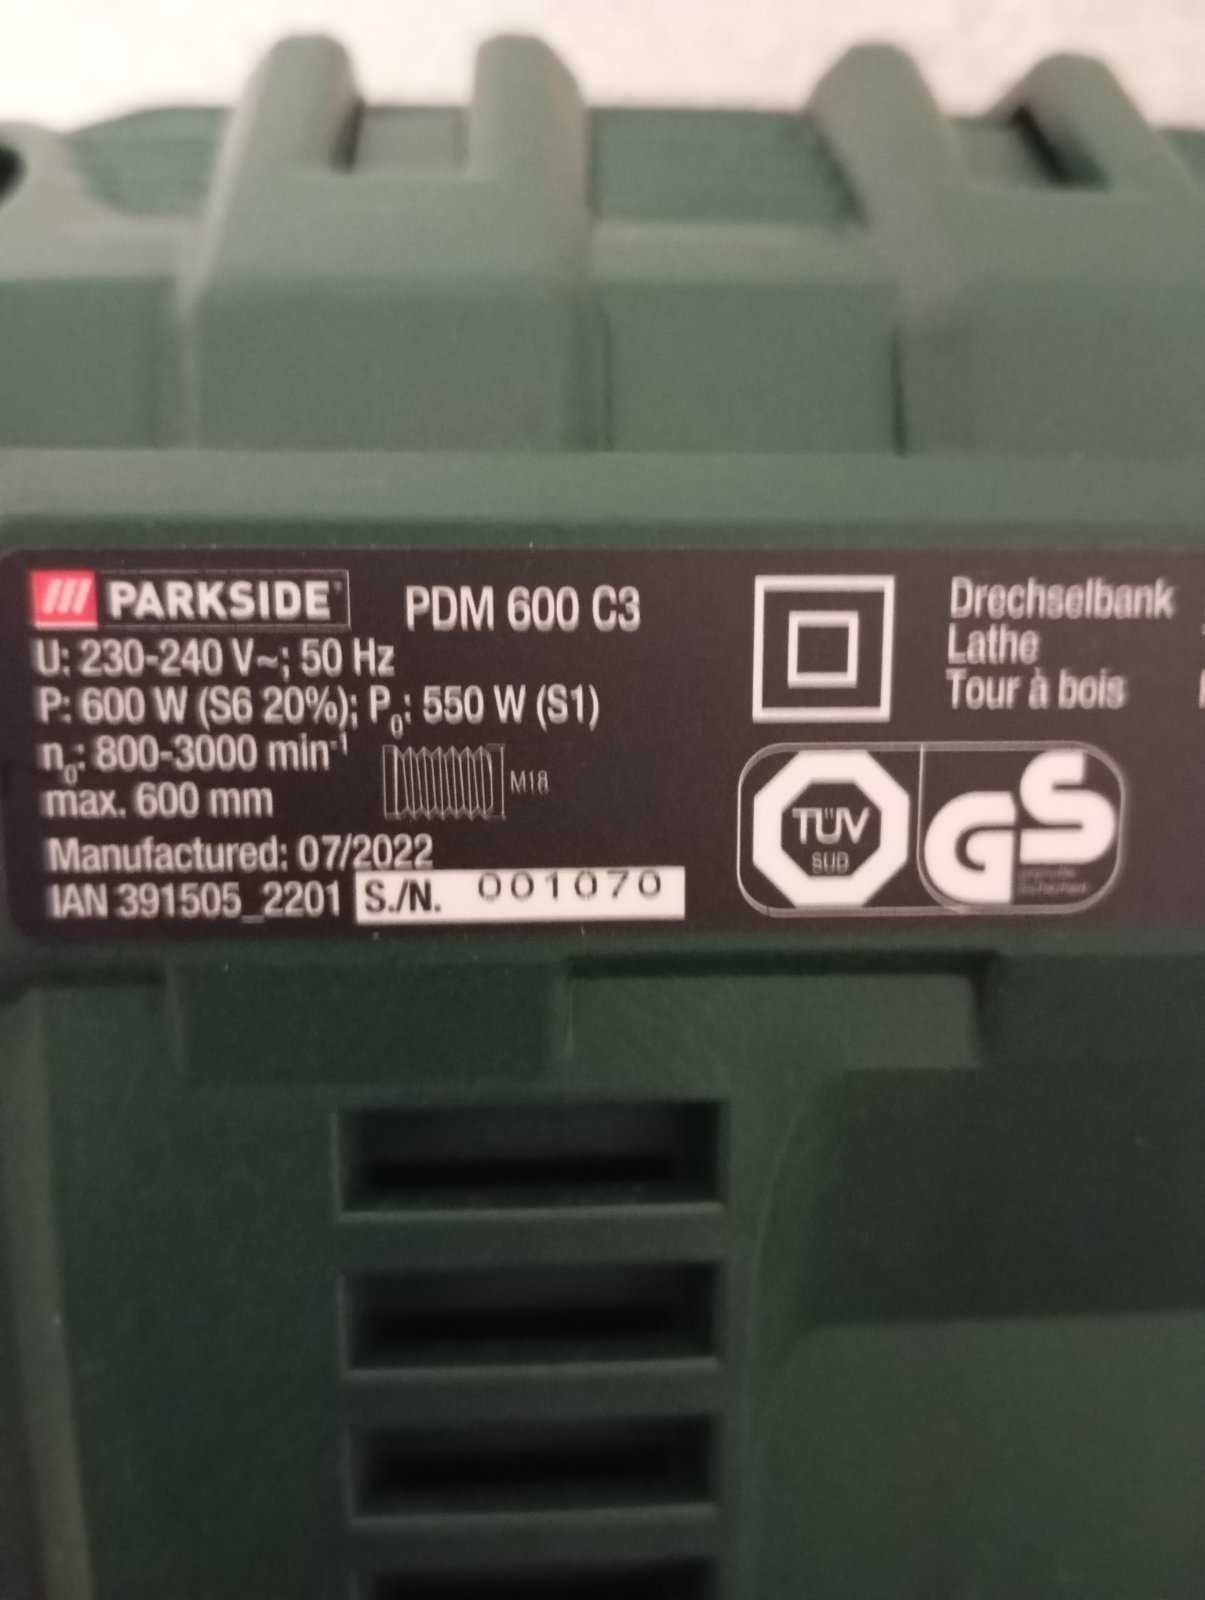 PARKSIDE PDM 600 C3
U: 230-240 V~; 50 Hz
P: 600 W (S6 20%); P0: 550 W (S1)
n0: 800-3000 min-1
M18
max. 600 mm
Manufactured: 07/2022
IAN 391505_2201 S./N. 001070
Drechselbank
Lathe
Tour à bois
TÜV
SÜD
GS